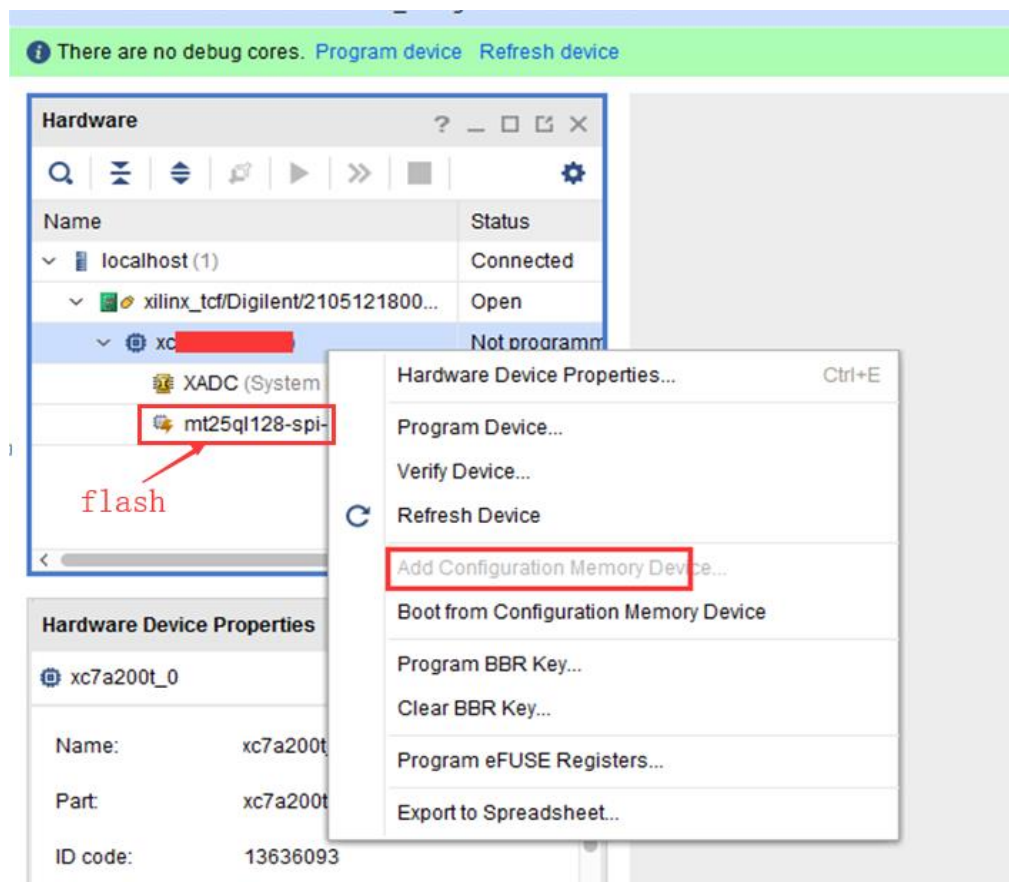 There are no debug cores. Program device Refresh device
Hardware
Name Status
localhost (1) Connected
xilinx_tcf/Digilent/2105121800... Open
xc Not programm
XADC (System
mt25ql128-spi-
flash
Hardware Device Properties... Ctrl+E
Program Device...
Verify Device...
Refresh Device
Add Configuration Memory Device...
Boot from Configuration Memory Device
Program BBR Key...
Clear BBR Key...
Program eFUSE Registers...
Export to Spreadsheet...
Hardware Device Properties
xc7a200t_0
Name: xc7a200t_
Part: xc7a200t
ID code: 13636093